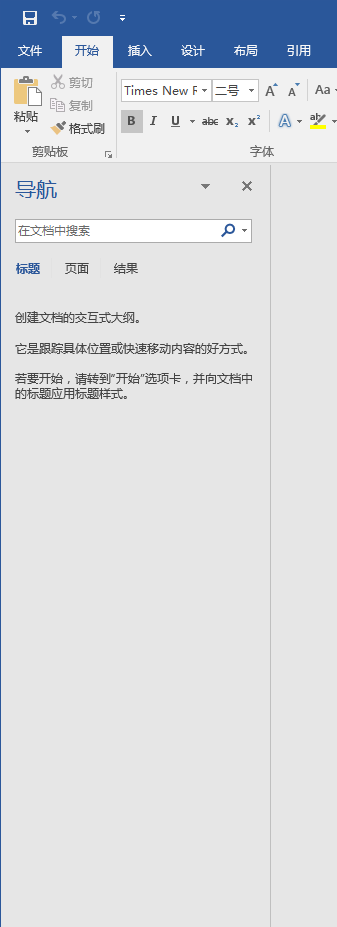 文件 开始 插入 设计 布局 引用
粘贴
剪切
复制
格式刷
剪贴板
Times New R 二号 A A Aa
B I U abc x₂ x² A ab
字体
导航
在文档中搜索
标题 页面 结果
创建文档的交互式大纲。
它是跟踪具体位置或快速移动内容的好方式。
若要开始，请转到"开始"选项卡，并向文档中
的标题应用标题样式。